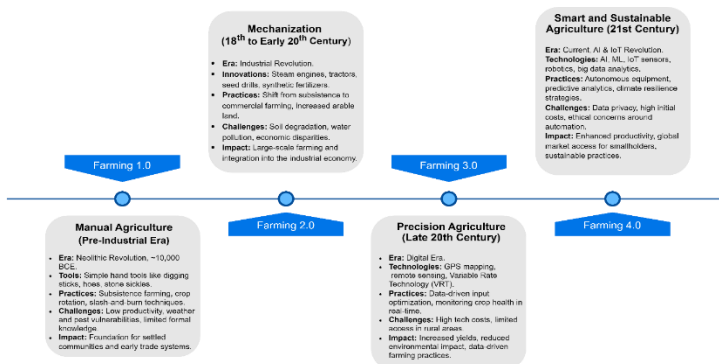 Mechanization
(18th to Early 20th Century)
• Era: Industrial Revolution.
• Innovations: Steam engines, tractors,
seed drills, synthetic fertilizers.
• Practices: Shift from subsistence to
commercial farming, increased arable
land.
• Challenges: Soil degradation, water
pollution, economic disparities.
• Impact: Large-scale farming and
integration into the industrial economy.
Smart and Sustainable
Agriculture (21st Century)
Era: Current, AI & IoT Revolution.
Technologies: AI, ML, IoT sensors,
robotics, big data analytics.
Practices: Autonomous equipment,
predictive analytics, climate resilience
strategies.
Challenges: Data privacy, high initial
costs, ethical concerns around
automation.
Impact: Enhanced productivity, global
market access for smallholders,
sustainable practices.
Farming 1.0
Farming 3.0
Farming 2.0
Farming 4.0
Manual Agriculture
(Pre-Industrial Era)
• Era: Neolithic Revolution, ~10,000
BCE.
• Tools: Simple hand tools like digging
sticks, hoes, stone sickles.
• Practices: Subsistence farming, crop
rotation, slash-and-burn techniques.
• Challenges: Low productivity, weather
and pest vulnerabilities, limited formal
knowledge.
• Impact: Foundation for settled
communities and early trade systems.
Precision Agriculture
(Late 20th Century)
• Era: Digital Era.
• Technologies: GPS mapping,
remote sensing, Variable Rate
Technology (VRT).
• Practices: Data-driven input
optimization, monitoring crop health in
real-time.
• Challenges: High tech costs, limited
access in rural areas.
• Impact: Increased yields, reduced
environmental impact, data-driven
farming practices.